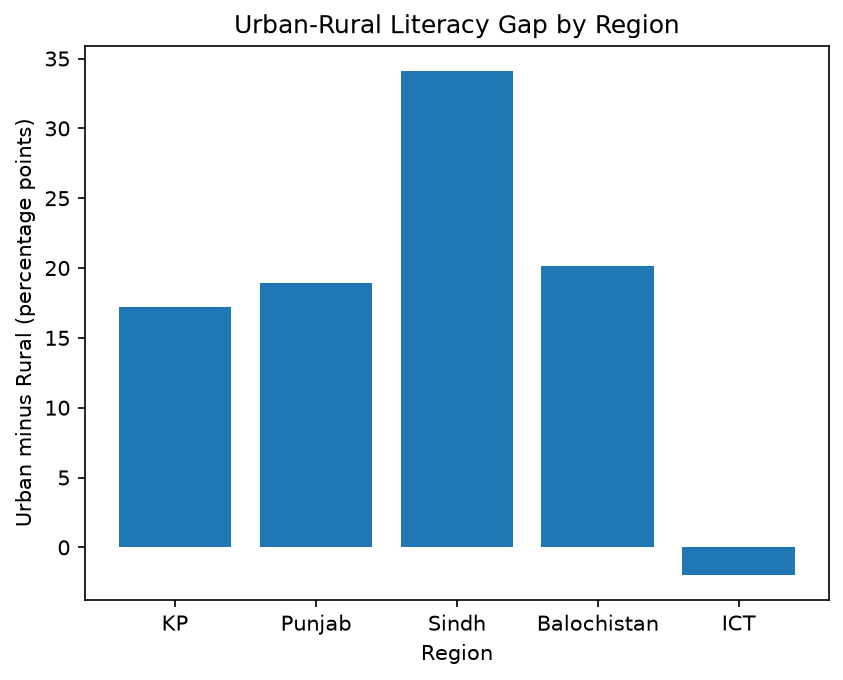 Urban-Rural Literacy Gap by Region
Urban minus Rural (percentage points)
35
30
25
20
15
10
5
0
KP Punjab Sindh Balochistan ICT
Region